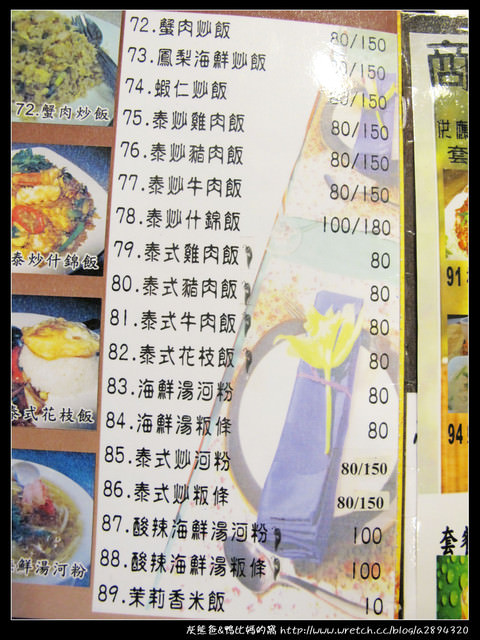 72.蟹肉炒飯 80/150
73.鳳梨海鮮炒飯 80/150
74.蝦仁炒飯 80/150
75.泰炒雞肉飯 80/150
76.泰炒豬肉飯 80/150
77.泰炒牛肉飯 80/150
78.泰炒什錦飯 100/180
79.泰式雞肉飯 80
80.泰式豬肉飯 80
81.泰式牛肉飯 80
82.泰式花枝飯 80
83.海鮮湯河粉 80
84.海鮮湯粄條 80
85.泰式炒河粉 80/150
86.泰式炒粄條 80/150
87.酸辣海鮮湯河粉 100
88.酸辣海鮮湯粄條 100
89.茉莉香米飯 10
72.蟹肉炒飯
泰炒什錦飯
泰式花枝飯
鮮湯河粉
商
套
91
94
套餐
灰熊爸&鴨比媽的窩 http://www.wretch.cc/blog/a2894320